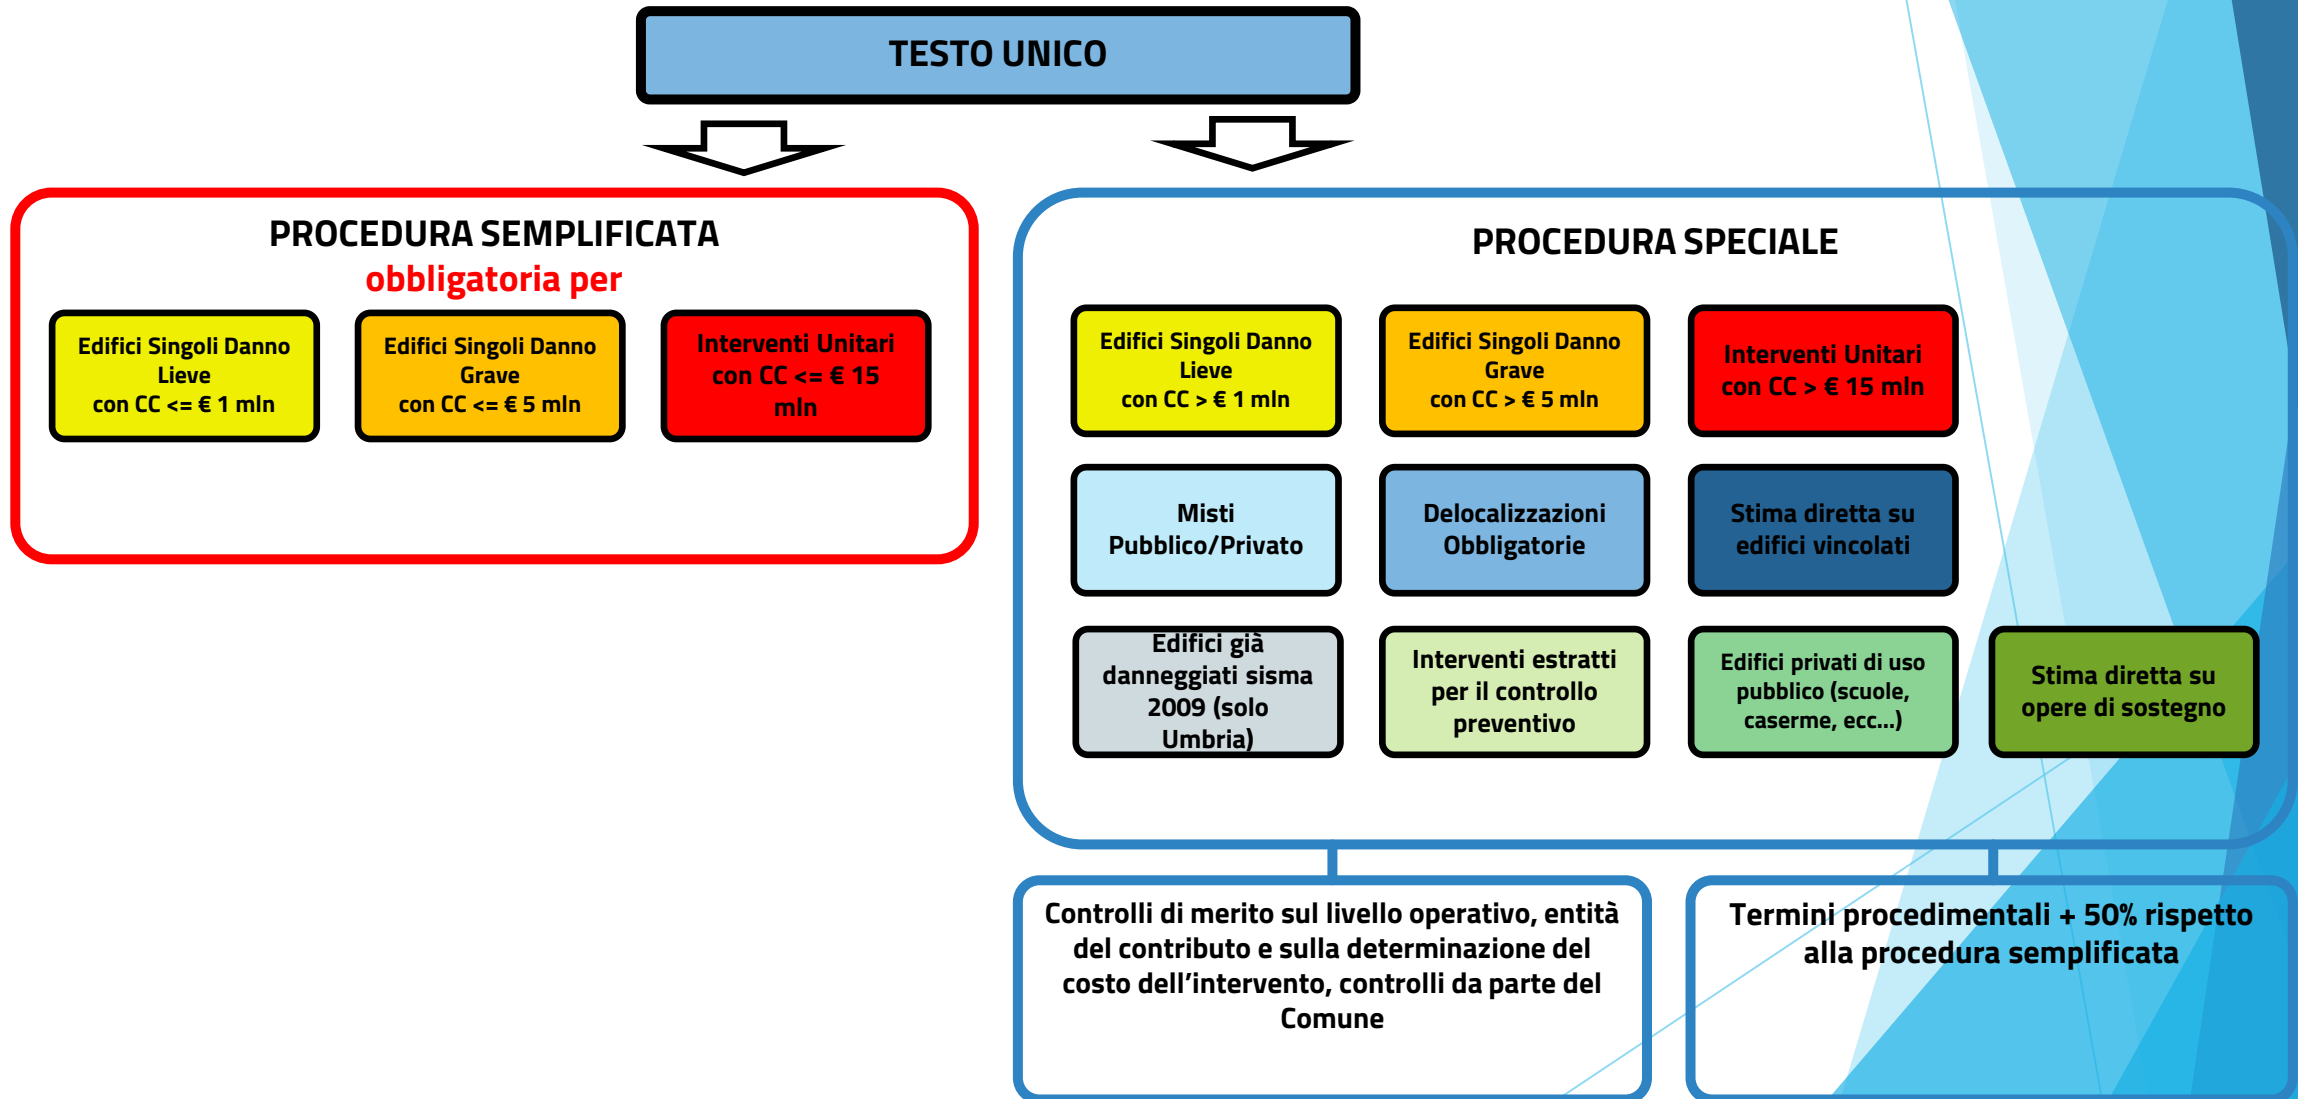 TESTO UNICO
PROCEDURA SEMPLIFICATA
obbligatoria per
Edifici Singoli Danno
Lieve
con CC <= € 1 mln
Edifici Singoli Danno
Grave
con CC <= € 5 mln
Interventi Unitari
con CC <= € 15
mln
PROCEDURA SPECIALE
Edifici Singoli Danno
Lieve
con CC > € 1 mln
Edifici Singoli Danno
Grave
con CC > € 5 mln
Interventi Unitari
con CC > € 15 mln
Misti
Pubblico/Privato
Delocalizzazioni
Obbligatorie
Stima diretta su
edifici vincolati
Edifici già
danneggiati sisma
2009 (solo
Umbria)
Interventi estratti
per il controllo
preventivo
Edifici privati di uso
pubblico (scuole,
caserme, ecc...)
Stima diretta su
opere di sostegno
Controlli di merito sul livello operativo, entità
del contributo e sulla determinazione del
costo dell’intervento, controlli da parte del
Comune
Termini procedimentali + 50% rispetto
alla procedura semplificata